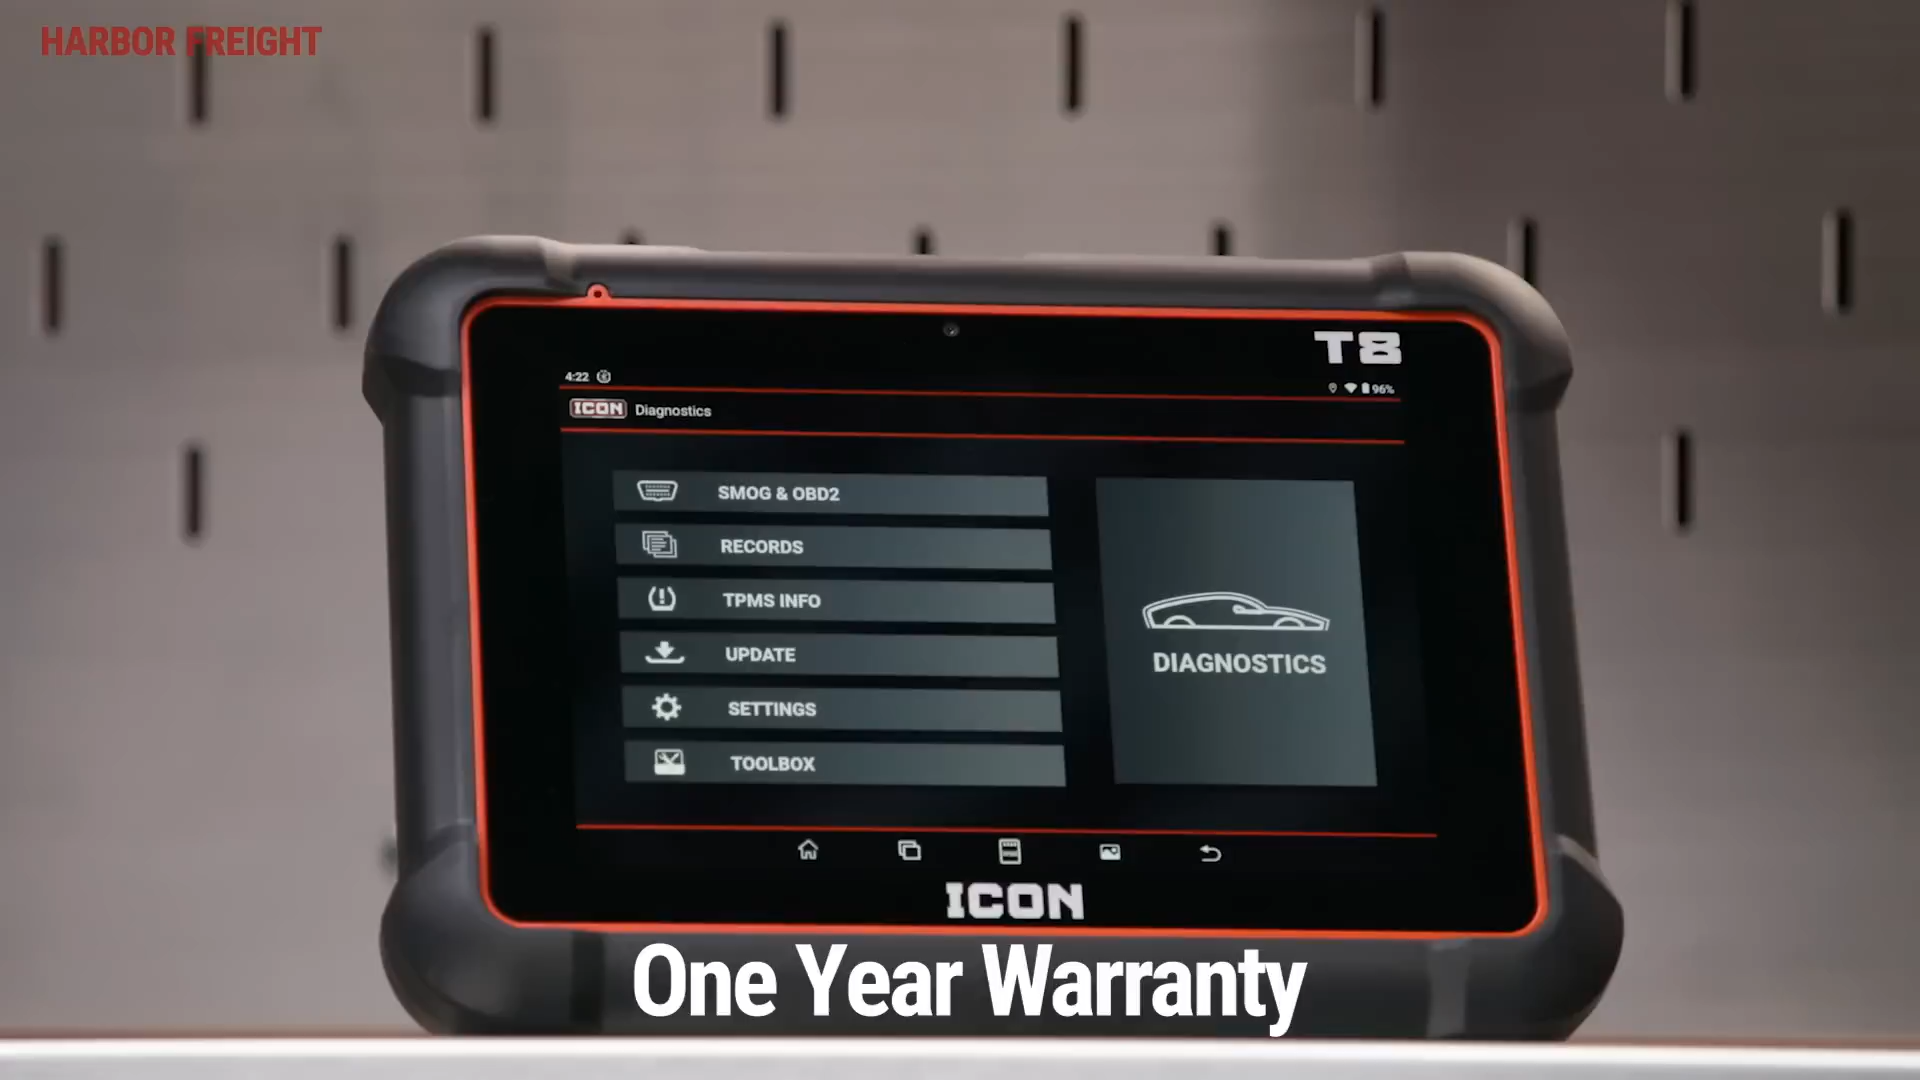 HARBOR FREIGHT
T8
4:22
96%
ICON Diagnostics
SMOG & OBD2
RECORDS
TPMS INFO
UPDATE
SETTINGS
TOOLBOX
DIAGNOSTICS
ICON
One Year Warranty